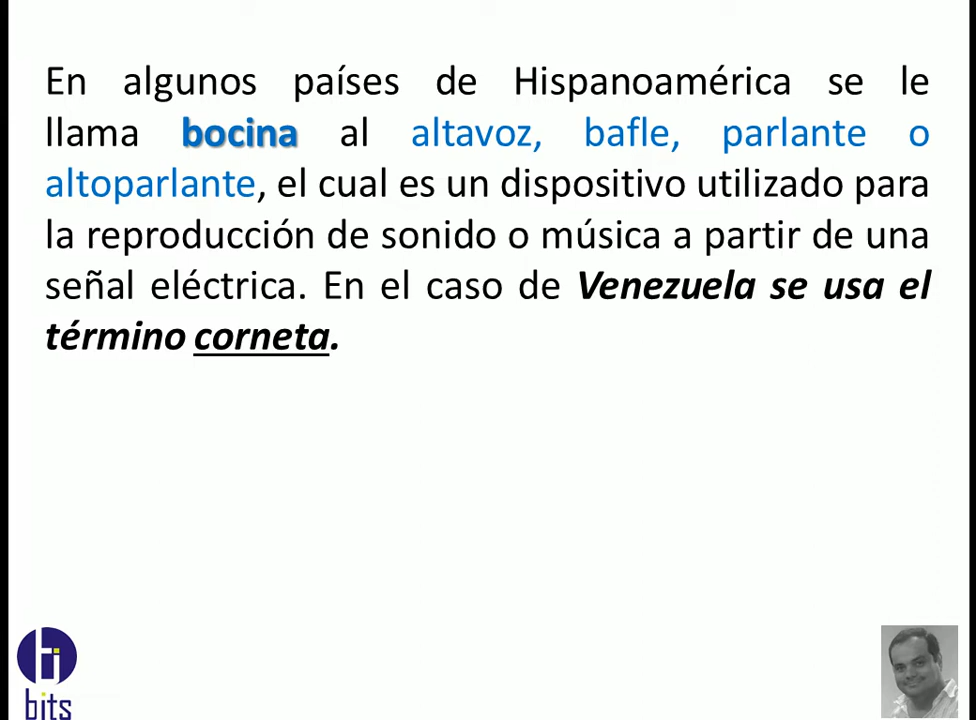 En algunos países de Hispanoamérica se le
llama bocina al altavoz, bafle, parlante o
altoparlante, el cual es un dispositivo utilizado para
la reproducción de sonido o música a partir de una
señal eléctrica. En el caso de Venezuela se usa el
término corneta.
bits